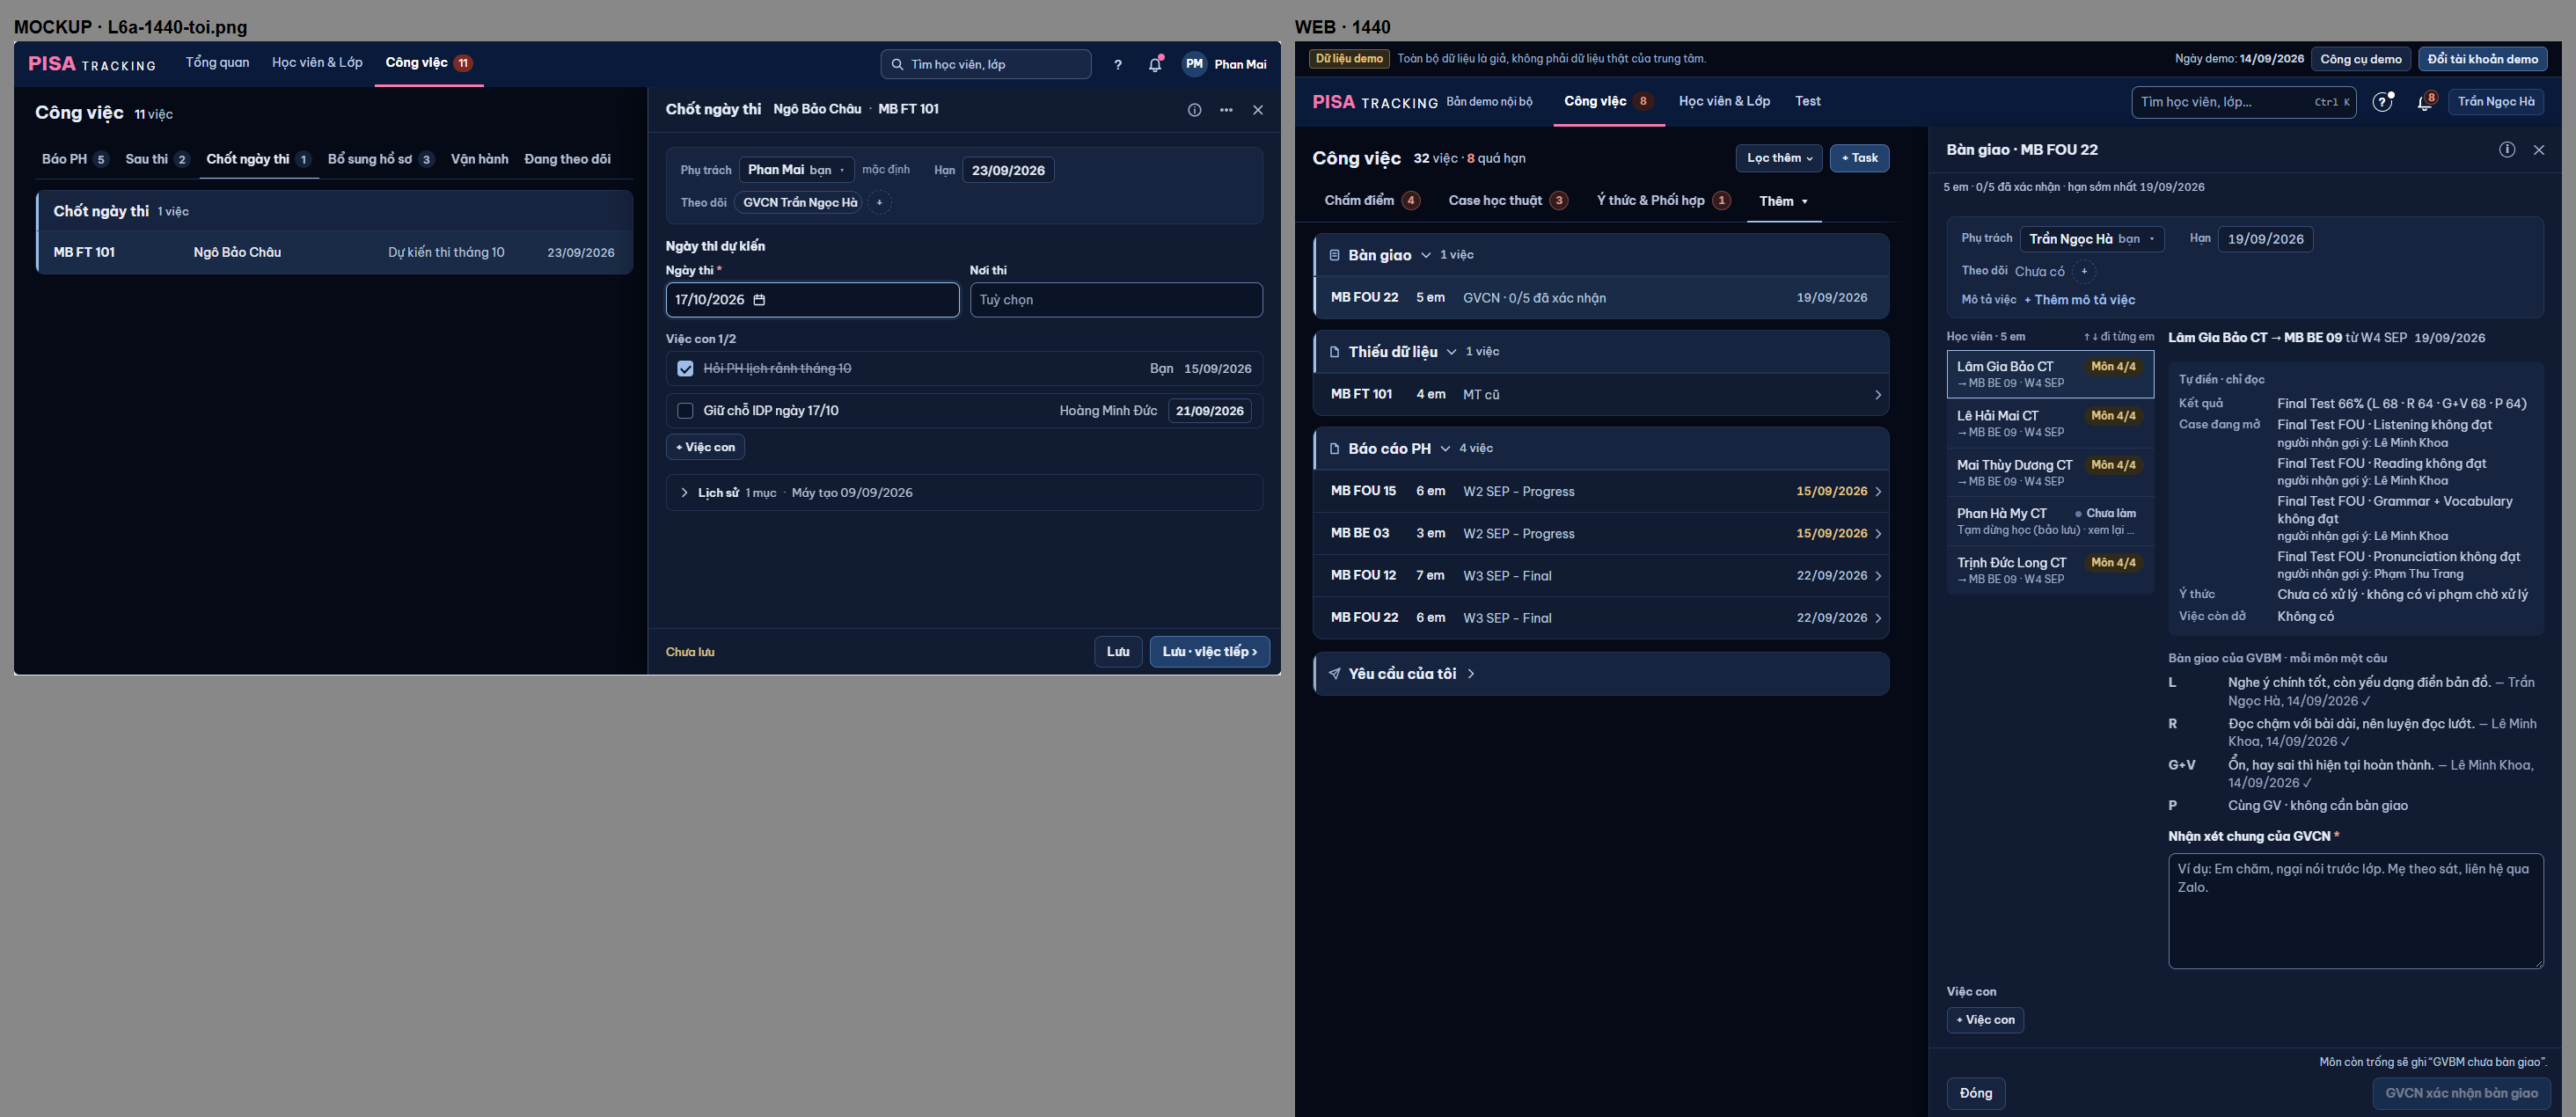 MOCKUP · L6a-1440-toi.png
PISA TRACKING
Tổng quan
Học viên & Lớp
Công việc 11
Tìm học viên, lớp
?
PM Phan Mai
Công việc 11 việc
Báo PH 5
Sau thi 2
Chốt ngày thi 1
Bổ sung hồ sơ 3
Vận hành
Đang theo dõi
Chốt ngày thi 1 việc
MB FT 101 Ngô Bảo Châu Dự kiến thi tháng 10 23/09/2026
Chốt ngày thi Ngô Bảo Châu · MB FT 101
Phụ trách Phan Mai bạn mặc định Hạn 23/09/2026
Theo dõi GVCN Trần Ngọc Hà +
Ngày thi dự kiến
Ngày thi * Nơi thi
17/10/2026 Tuỳ chọn
Việc con 1/2
Hỏi PH lịch rảnh tháng 10 Bạn 15/09/2026
Giữ chỗ IDP ngày 17/10 Hoàng Minh Đức 21/09/2026
+ Việc con
Lịch sử 1 mục · Máy tạo 09/09/2026
Chưa lưu Lưu Lưu · việc tiếp ›
WEB · 1440
Dữ liệu demo Toàn bộ dữ liệu là giả, không phải dữ liệu thật của trung tâm.
Ngày demo: 14/09/2026 Công cụ demo Đổi tài khoản demo
PISA TRACKING Bản demo nội bộ
Công việc 8
Học viên & Lớp
Test
Tìm học viên, lớp... Ctrl K
? 8 Trần Ngọc Hà
Công việc 32 việc · 8 quá hạn
Lọc thêm + Task
Chấm điểm 4
Case học thuật 3
Ý thức & Phối hợp 1
Thêm
Bàn giao 1 việc
MB FOU 22 5 em GVCN · 0/5 đã xác nhận 19/09/2026
Thiếu dữ liệu 1 việc
MB FT 101 4 em MT cũ
Báo cáo PH 4 việc
MB FOU 15 6 em W2 SEP - Progress 15/09/2026
MB BE 03 3 em W2 SEP - Progress 15/09/2026
MB FOU 12 7 em W3 SEP - Final 22/09/2026
MB FOU 22 6 em W3 SEP - Final 22/09/2026
Yêu cầu của tôi
Bàn giao · MB FOU 22
5 em · 0/5 đã xác nhận · hạn sớm nhất 19/09/2026
Phụ trách Trần Ngọc Hà bạn Hạn 19/09/2026
Theo dõi Chưa có +
Mô tả việc + Thêm mô tả việc
Học viên · 5 em ↑↓ đi từng em
Lâm Gia Bảo CT Môn 4/4
→ MB BE 09 · W4 SEP
Lê Hải Mai CT Môn 4/4
→ MB BE 09 · W4 SEP
Mai Thùy Dương CT Môn 4/4
→ MB BE 09 · W4 SEP
Phan Hà My CT Chưa làm
Tạm dừng học (bảo lưu) · xem lại ...
Trịnh Đức Long CT Môn 4/4
→ MB BE 09 · W4 SEP
Lâm Gia Bảo CT → MB BE 09 từ W4 SEP 19/09/2026
Tự điền · chỉ đọc
Kết quả Final Test 66% (L 68 · R 64 · G+V 68 · P 64)
Case đang mở Final Test FOU · Listening không đạt
người nhận gợi ý: Lê Minh Khoa
Final Test FOU · Reading không đạt
người nhận gợi ý: Lê Minh Khoa
Final Test FOU · Grammar + Vocabulary
không đạt
người nhận gợi ý: Lê Minh Khoa
Final Test FOU · Pronunciation không đạt
người nhận gợi ý: Phạm Thu Trang
Ý thức Chưa có xử lý · không có vi phạm chờ xử lý
Việc còn dở Không có
Bàn giao của GVBM · mỗi môn một câu
L Nghe ý chính tốt, còn yếu dạng điền bản đồ. — Trần
Ngọc Hà, 14/09/2026 ✓
R Đọc chậm với bài dài, nên luyện đọc lướt. — Lê Minh
Khoa, 14/09/2026 ✓
G+V Ổn, hay sai thì hiện tại hoàn thành. — Lê Minh Khoa,
14/09/2026 ✓
P Cùng GV · không cần bàn giao
Nhận xét chung của GVCN *
Ví dụ: Em chăm, ngại nói trước lớp. Mẹ theo sát, liên hệ qua
Zalo.
Việc con
+ Việc con
Môn còn trống sẽ ghi “GVBM chưa bàn giao”.
Đóng GVCN xác nhận bàn giao